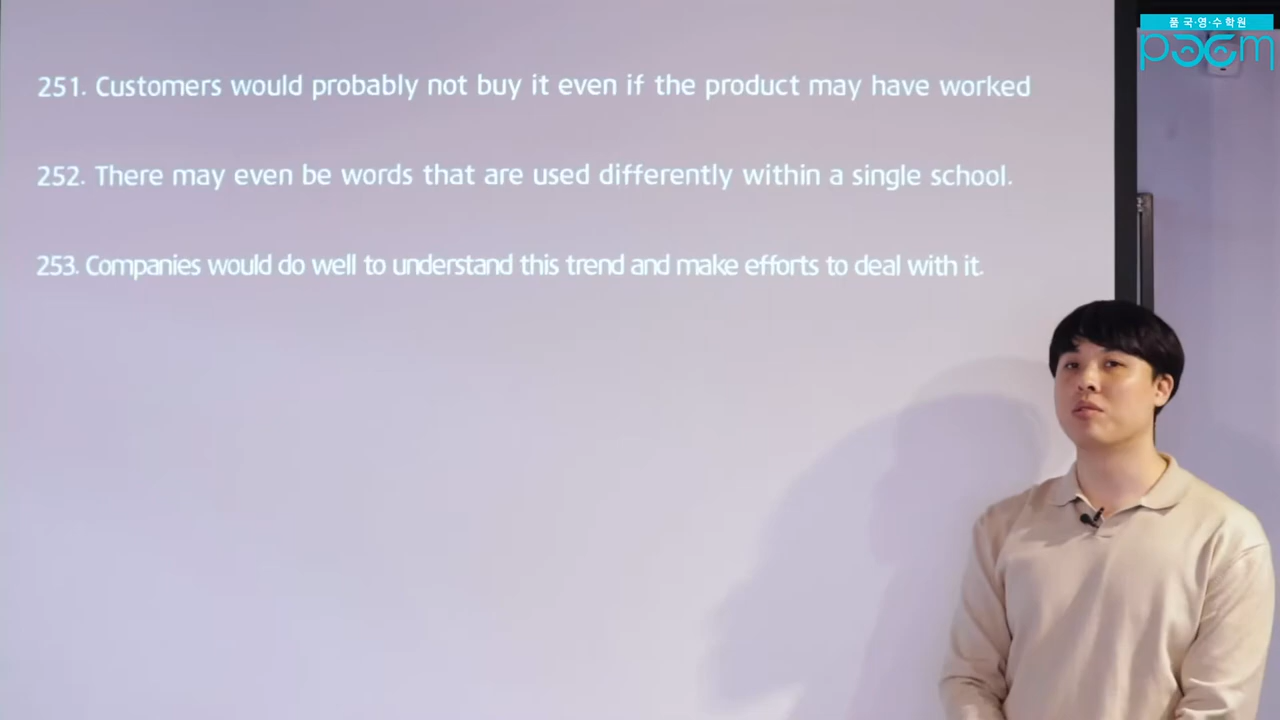 품 국·영·수학원
poem
251. Customers would probably not buy it even if the product may have worked
252. There may even be words that are used differently within a single school.
253. Companies would do well to understand this trend and make efforts to deal with it.